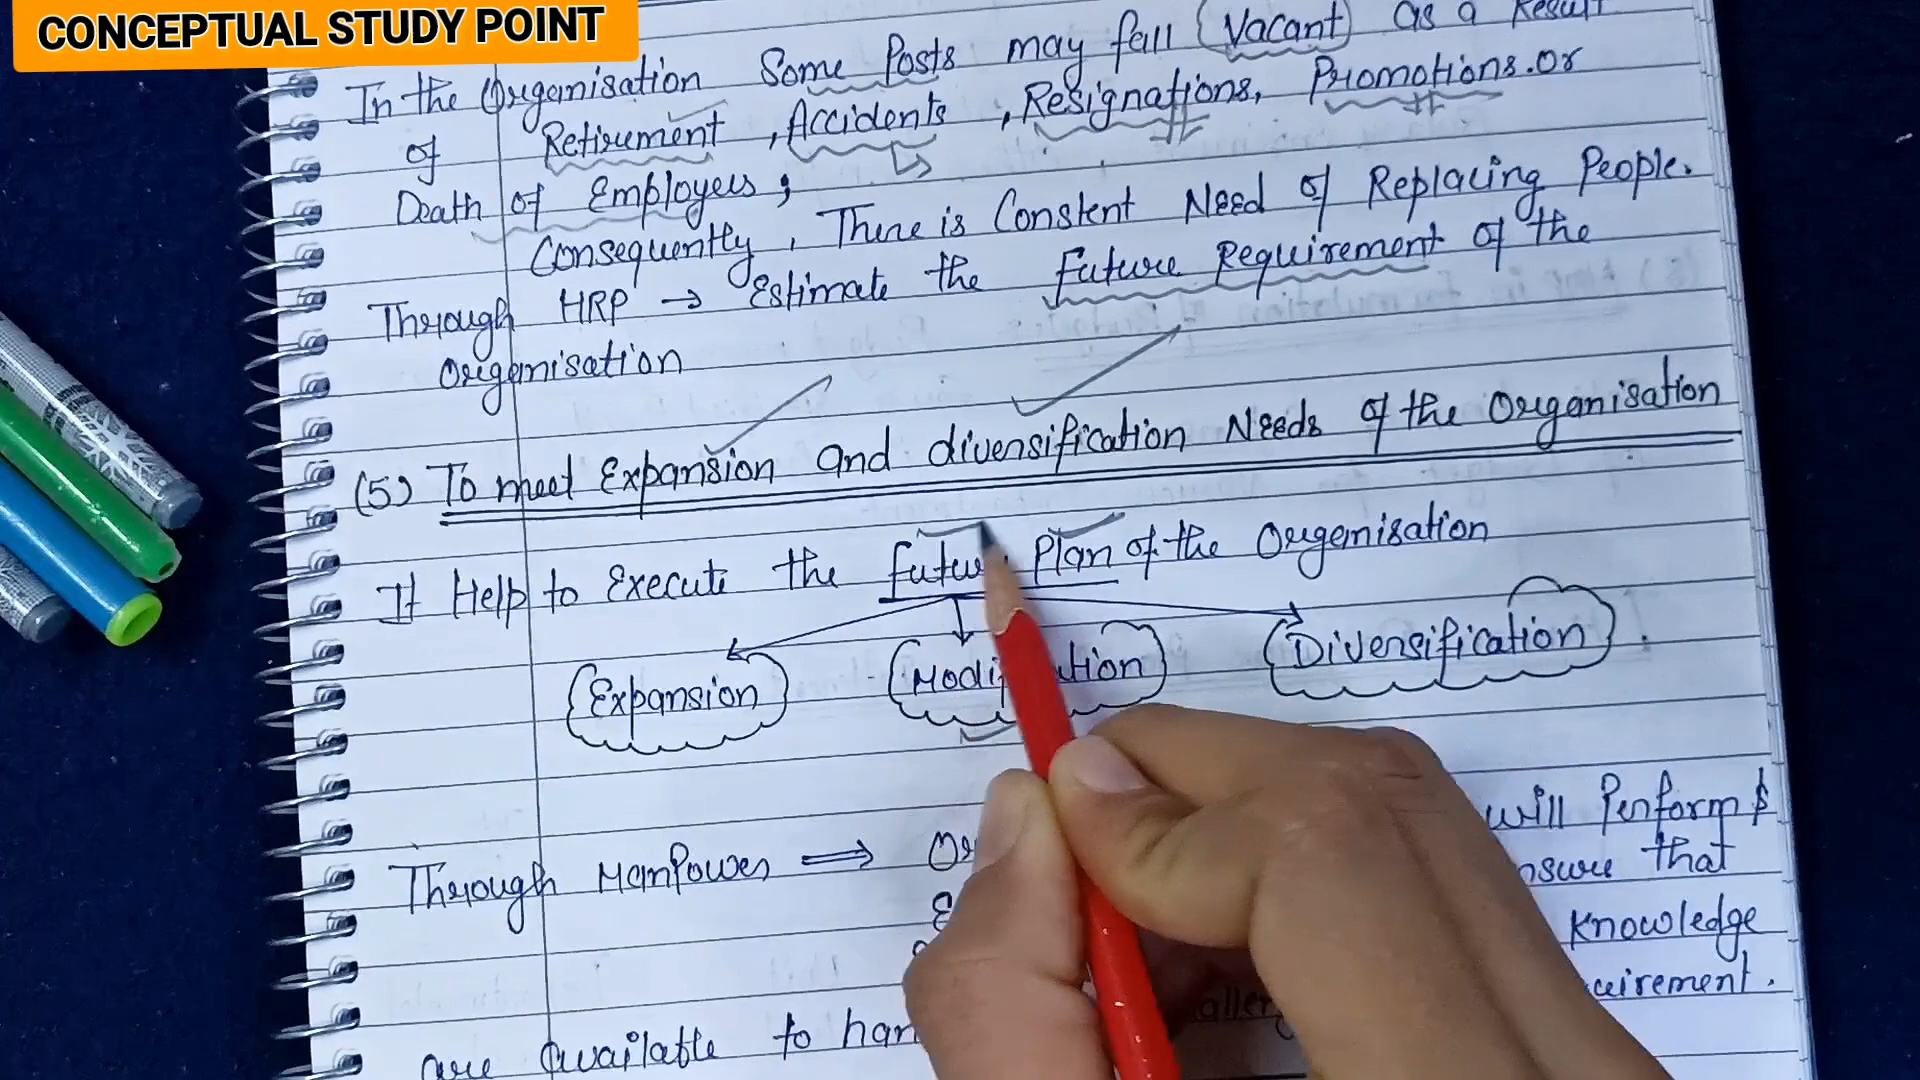 CONCEPTUAL STUDY POINT
In the Organisation Some Posts may fall (Vacant) as a Result
of Retirement, Accidents, Resignations, Promotions.or
Death of Employees;
Consequently, There is Constent Need of Replacing People.
Through HRP → Estimate the future Requirement of the
Organisation
(5) To meet Expansion and diversification Needs of the Organisation
It Help to Execute the Plan of the Organisation
Expansion Diversification.
Through ManPower ⇒ will Perform &
that
Knowledge
are available to